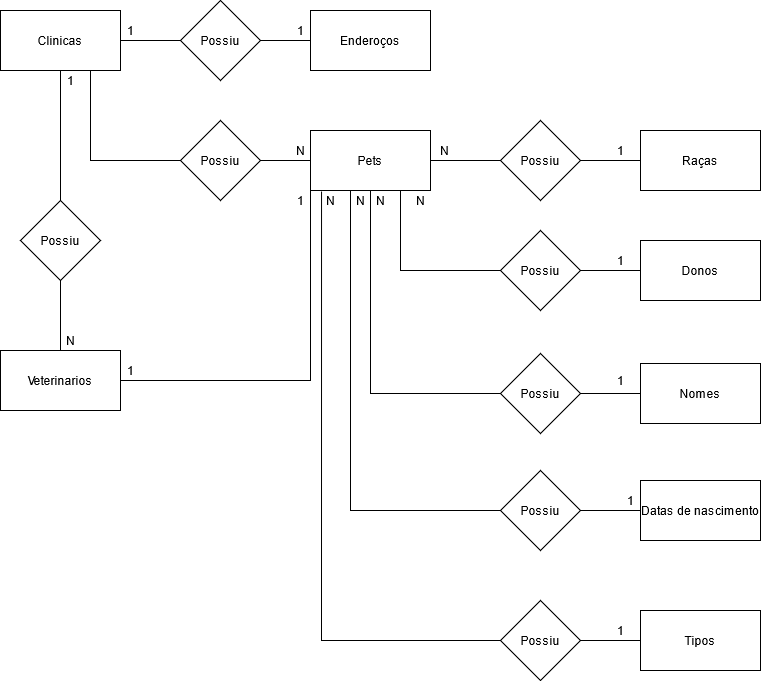 Clinicas
1
Possiu
1
Enderoços
1
Possiu
N
Pets
N
Possiu
1
Raças
1
N
N
N
N
Possiu
Possiu
1
Donos
N
Veterinarios
1
Possiu
1
Nomes
Possiu
1
Datas de nascimento
Possiu
1
Tipos